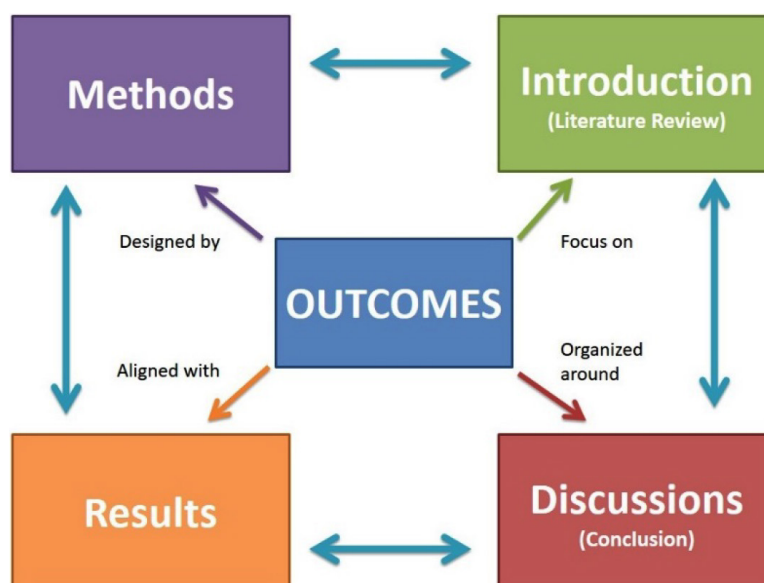 Methods
Introduction
(Literature Review)
Designed by
Focus on
OUTCOMES
Aligned with
Organized
around
Results
Discussions
(Conclusion)